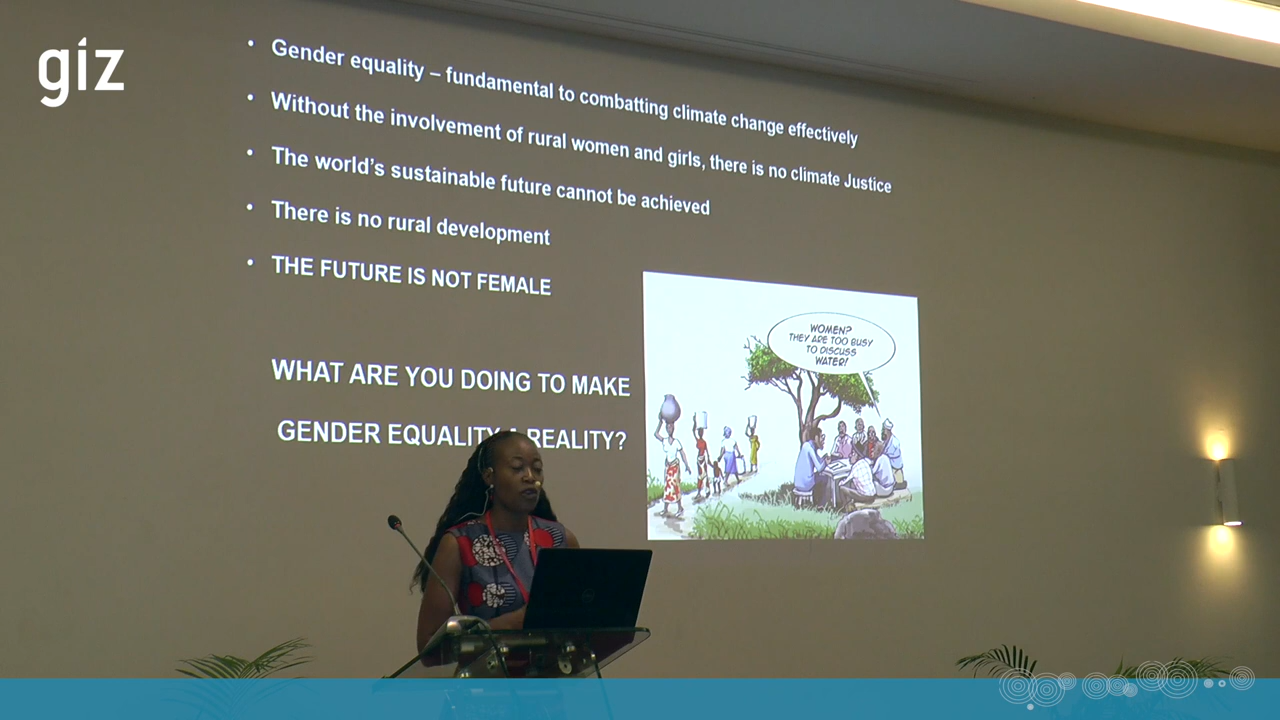 giz
• Gender equality – fundamental to combatting climate change effectively
• Without the involvement of rural women and girls, there is no climate Justice
• The world's sustainable future cannot be achieved
• There is no rural development
• THE FUTURE IS NOT FEMALE
WHAT ARE YOU DOING TO MAKE
GENDER EQUALITY A REALITY?
WOMEN?
THEY ARE TOO BUSY
TO DISCUSS
WATER!